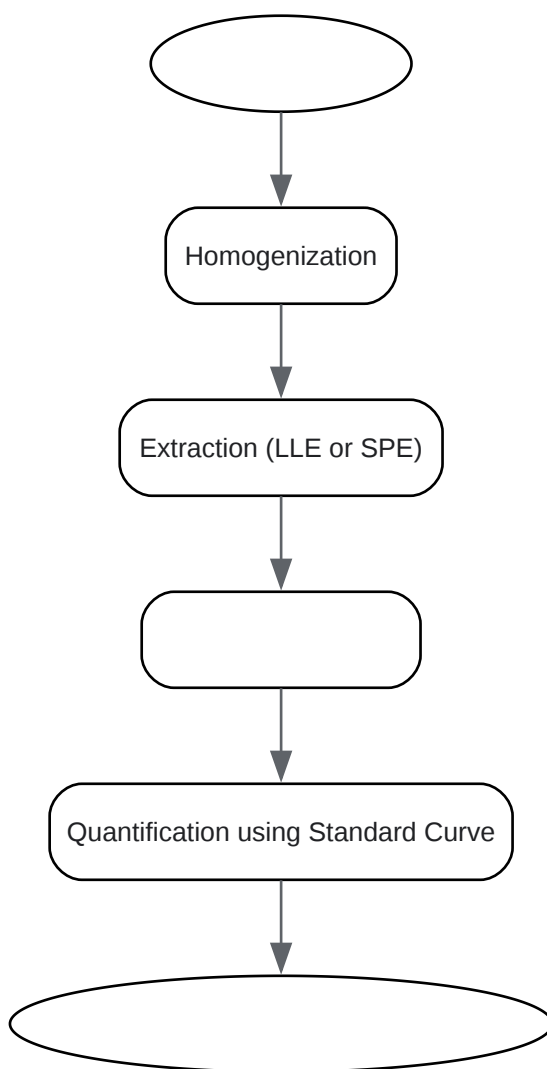 Homogenization
Extraction (LLE or SPE)
Quantification using Standard Curve